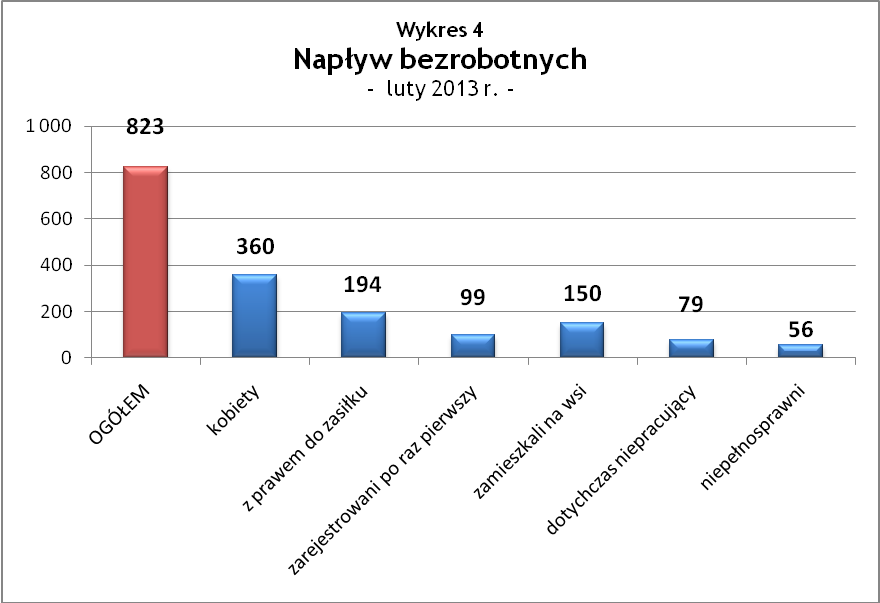 Wykres 4
Napływ bezrobotnych
- luty 2013 r. -
1 000
800
600
400
200
0
823
360
194
99
150
79
56
OGÓŁEM
kobiety
z prawem do zasiłku
zarejestrowani po raz pierwszy
zamieszkali na wsi
dotychczas niepracujący
niepełnosprawni